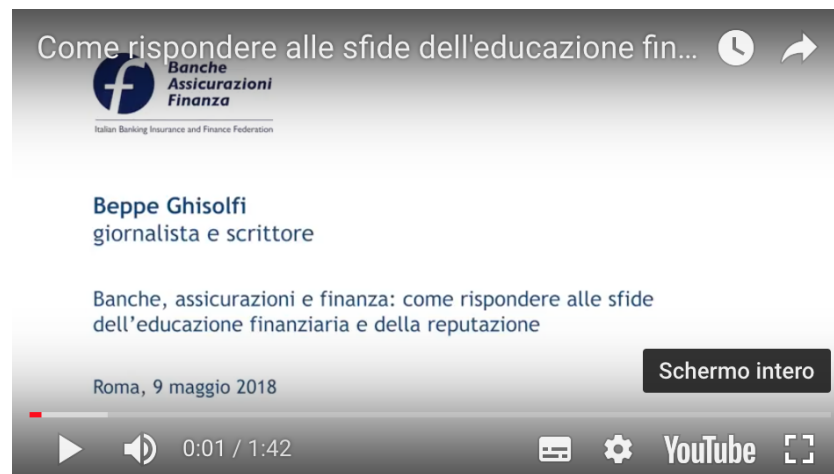 Come rispondere alle sfide dell'educazione fin...
f
Banche
Assicurazioni
Finanza
Italian Banking Insurance and Finance Federation
Beppe Ghisolfi
giornalista e scrittore
Banche, assicurazioni e finanza: come rispondere alle sfide
dell'educazione finanziaria e della reputazione
Roma, 9 maggio 2018
Schermo intero
0:01 / 1:42
YouTube